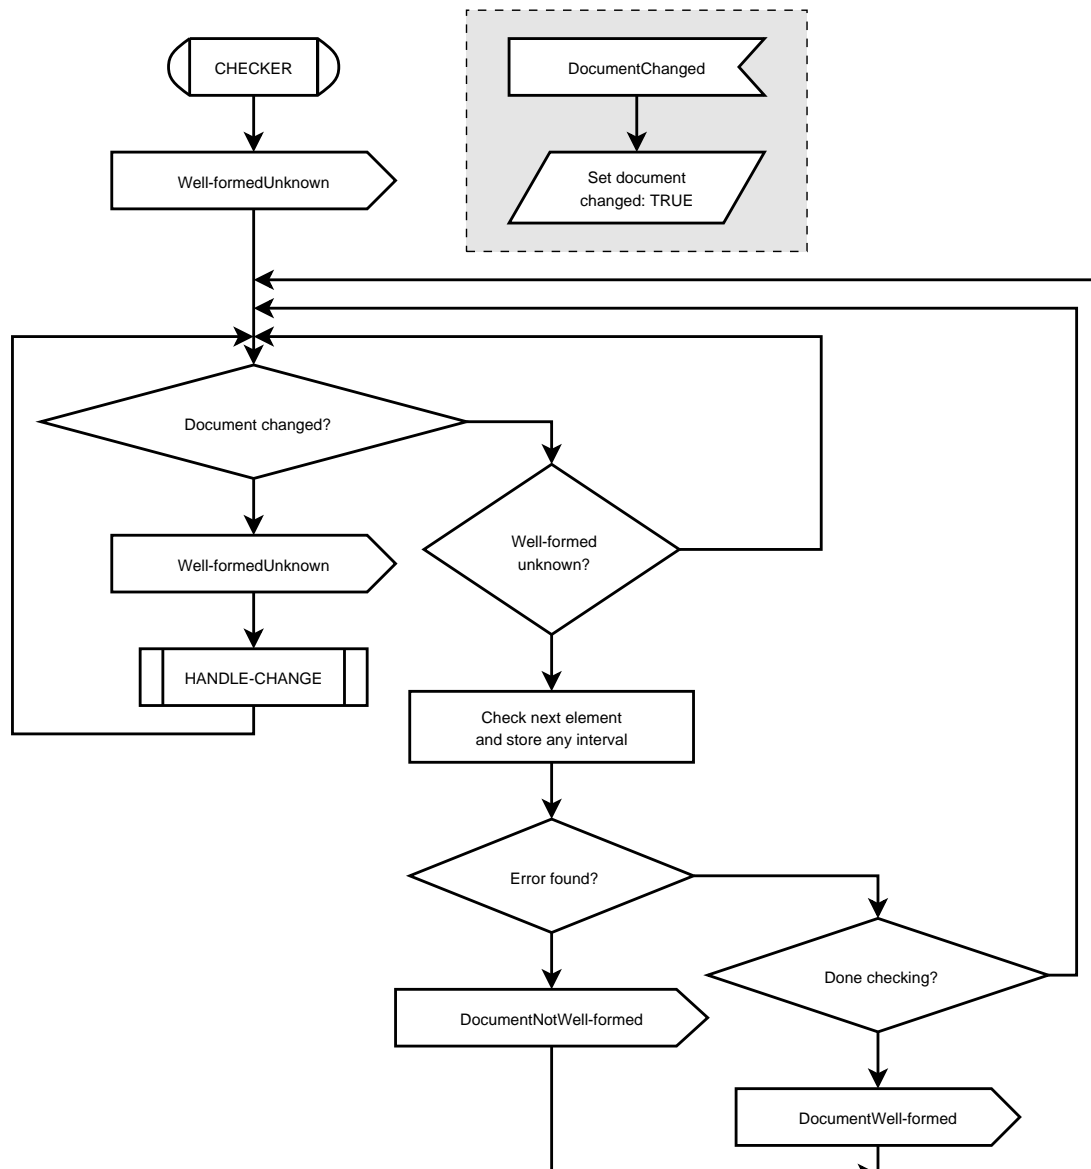 CHECKER
DocumentChanged
Well-formedUnknown
Set document
changed: TRUE
Document changed?
Well-formed
unknown?
Well-formedUnknown
HANDLE-CHANGE
Check next element
and store any interval
Error found?
Done checking?
DocumentNotWell-formed
DocumentWell-formed